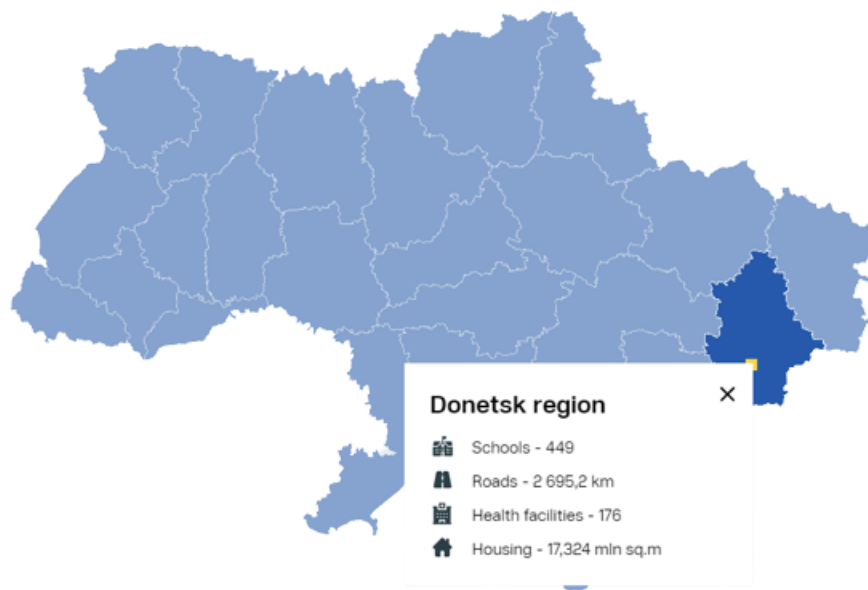 Donetsk region
Schools - 449
Roads - 2 695,2 km
Health facilities - 176
Housing - 17,324 mln sq.m